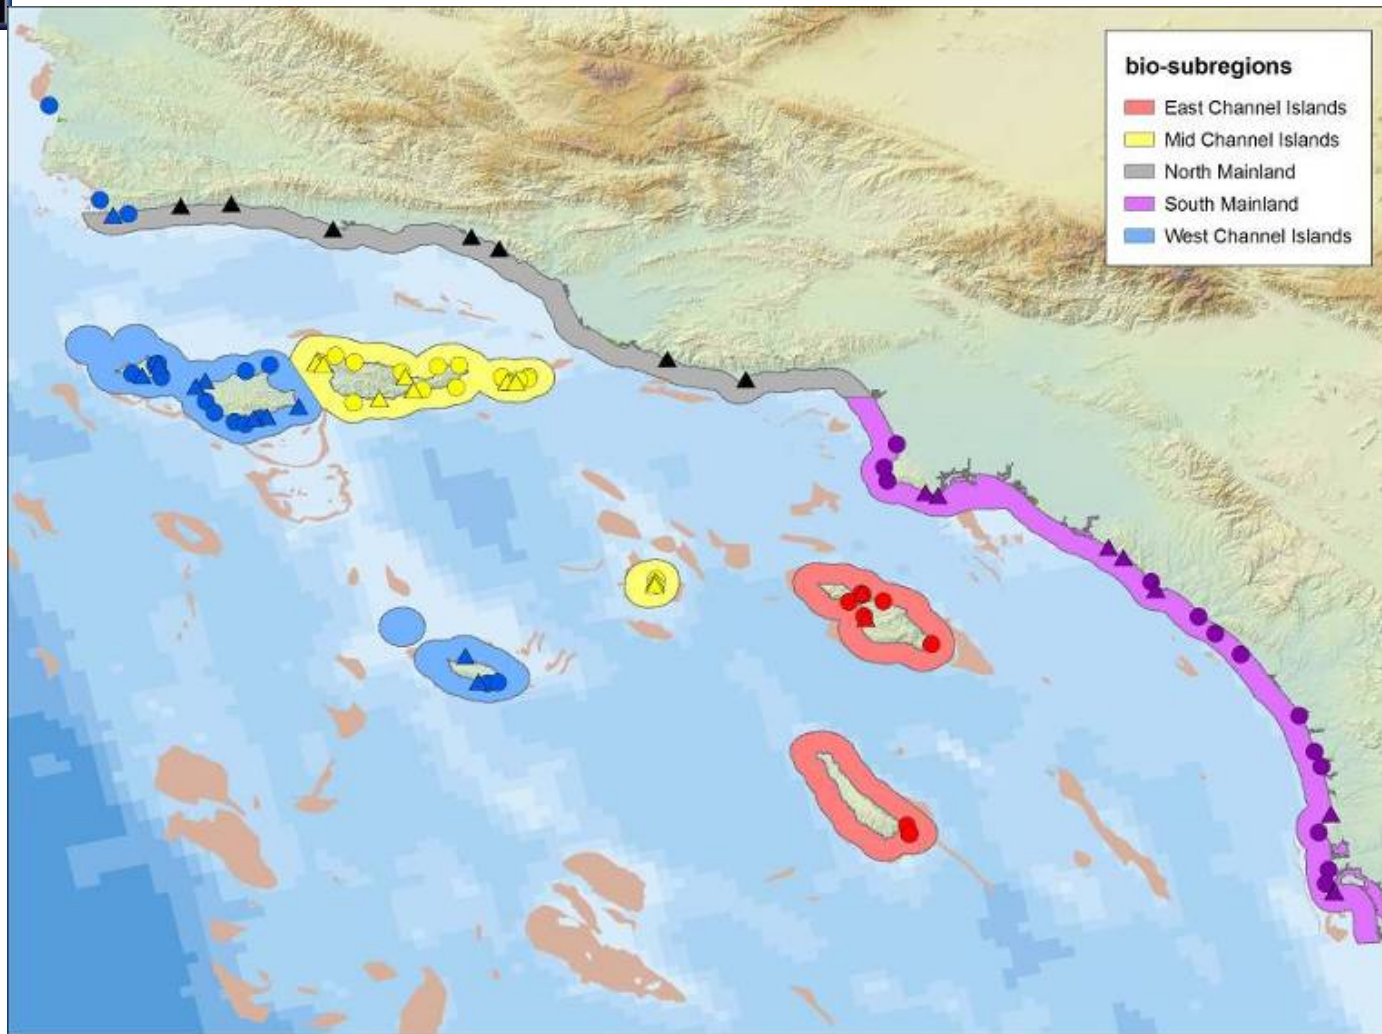 bio-subregions
East Channel Islands
Mid Channel Islands
North Mainland
South Mainland
West Channel Islands